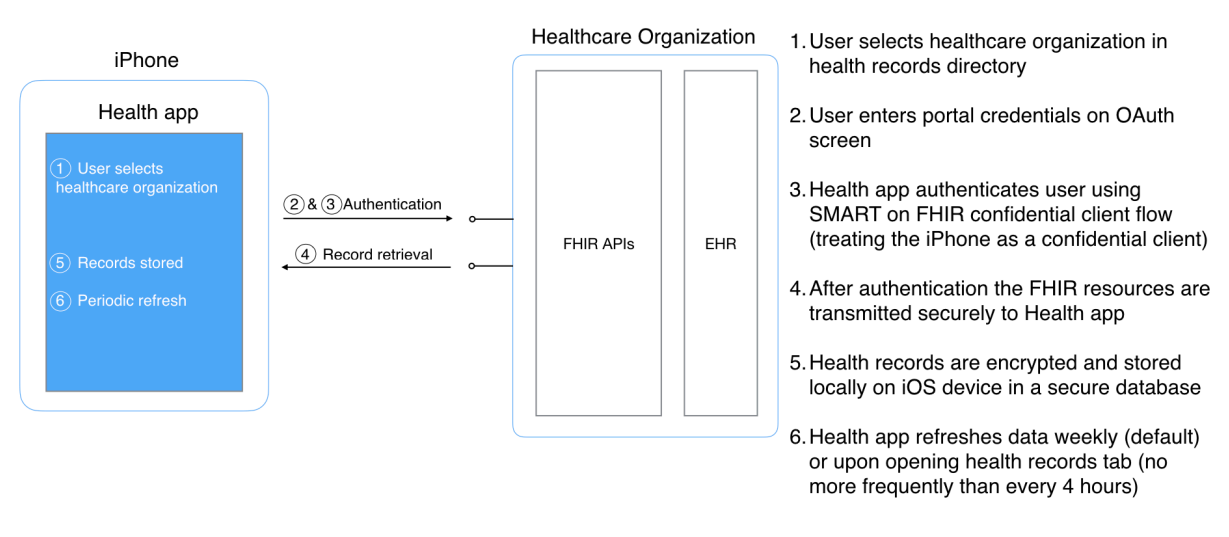 iPhone
Health app
1 User selects
healthcare organization
5 Records stored
6 Periodic refresh
2 & 3 Authentication
4 Record retrieval
Healthcare Organization
FHIR APIs
EHR
1. User selects healthcare organization in
health records directory
2. User enters portal credentials on OAuth
screen
3. Health app authenticates user using
SMART on FHIR confidential client flow
(treating the iPhone as a confidential client)
4. After authentication the FHIR resources are
transmitted securely to Health app
5. Health records are encrypted and stored
locally on iOS device in a secure database
6. Health app refreshes data weekly (default)
or upon opening health records tab (no
more frequently than every 4 hours)